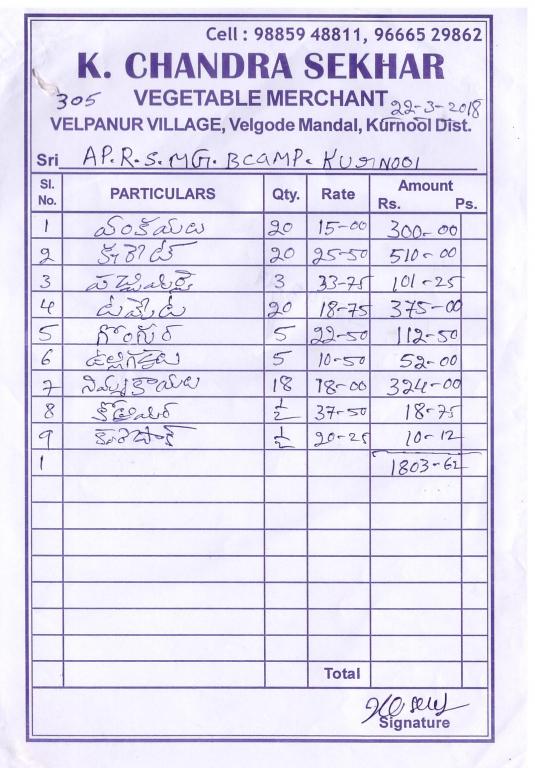 Cell : 98859 48811, 96665 29862
K. CHANDRA SEKHAR
305 VEGETABLE MERCHANT 22-3-2018
VELPANUR VILLAGE, Velgode Mandal, Kurnool Dist.
Sri AP.R.S. MG. BCAMP. KURNOOl
Sl. No. PARTICULARS Qty. Rate Amount Rs. Ps.
1 వంకాయలు 20 15-00 300-00
2 క్యారెట్ 20 25-50 510-00
3 పచ్చిమిర్చి 3 33-75 101-25
4 టమేట 20 18-75 375-00
5 గోంగుర 5 22-50 112-50
6 ఉల్లిగడ్డలు 5 10-50 52-00
7 నిమ్మకాయలు 18 18-00 324-00
8 కొతిమీర ½ 37-50 18-75
9 ½ 20-25 10-12
1 1803-62
Total
Signature